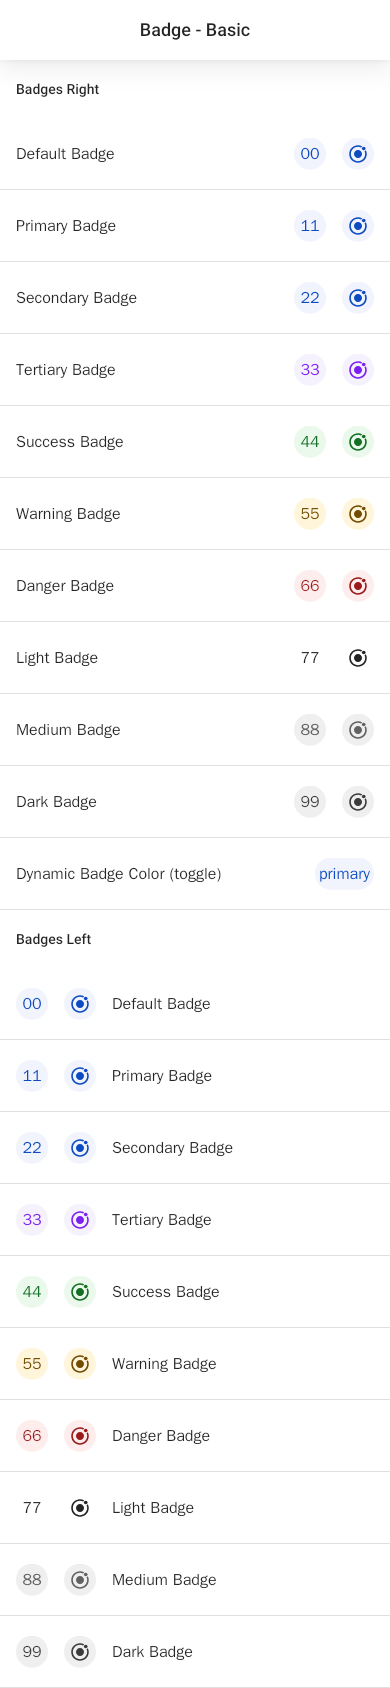 Badge - Basic
Badges Right
Default Badge 00
Primary Badge 11
Secondary Badge 22
Tertiary Badge 33
Success Badge 44
Warning Badge 55
Danger Badge 66
Light Badge 77
Medium Badge 88
Dark Badge 99
Dynamic Badge Color (toggle) primary
Badges Left
00 Default Badge
11 Primary Badge
22 Secondary Badge
33 Tertiary Badge
44 Success Badge
55 Warning Badge
66 Danger Badge
77 Light Badge
88 Medium Badge
99 Dark Badge